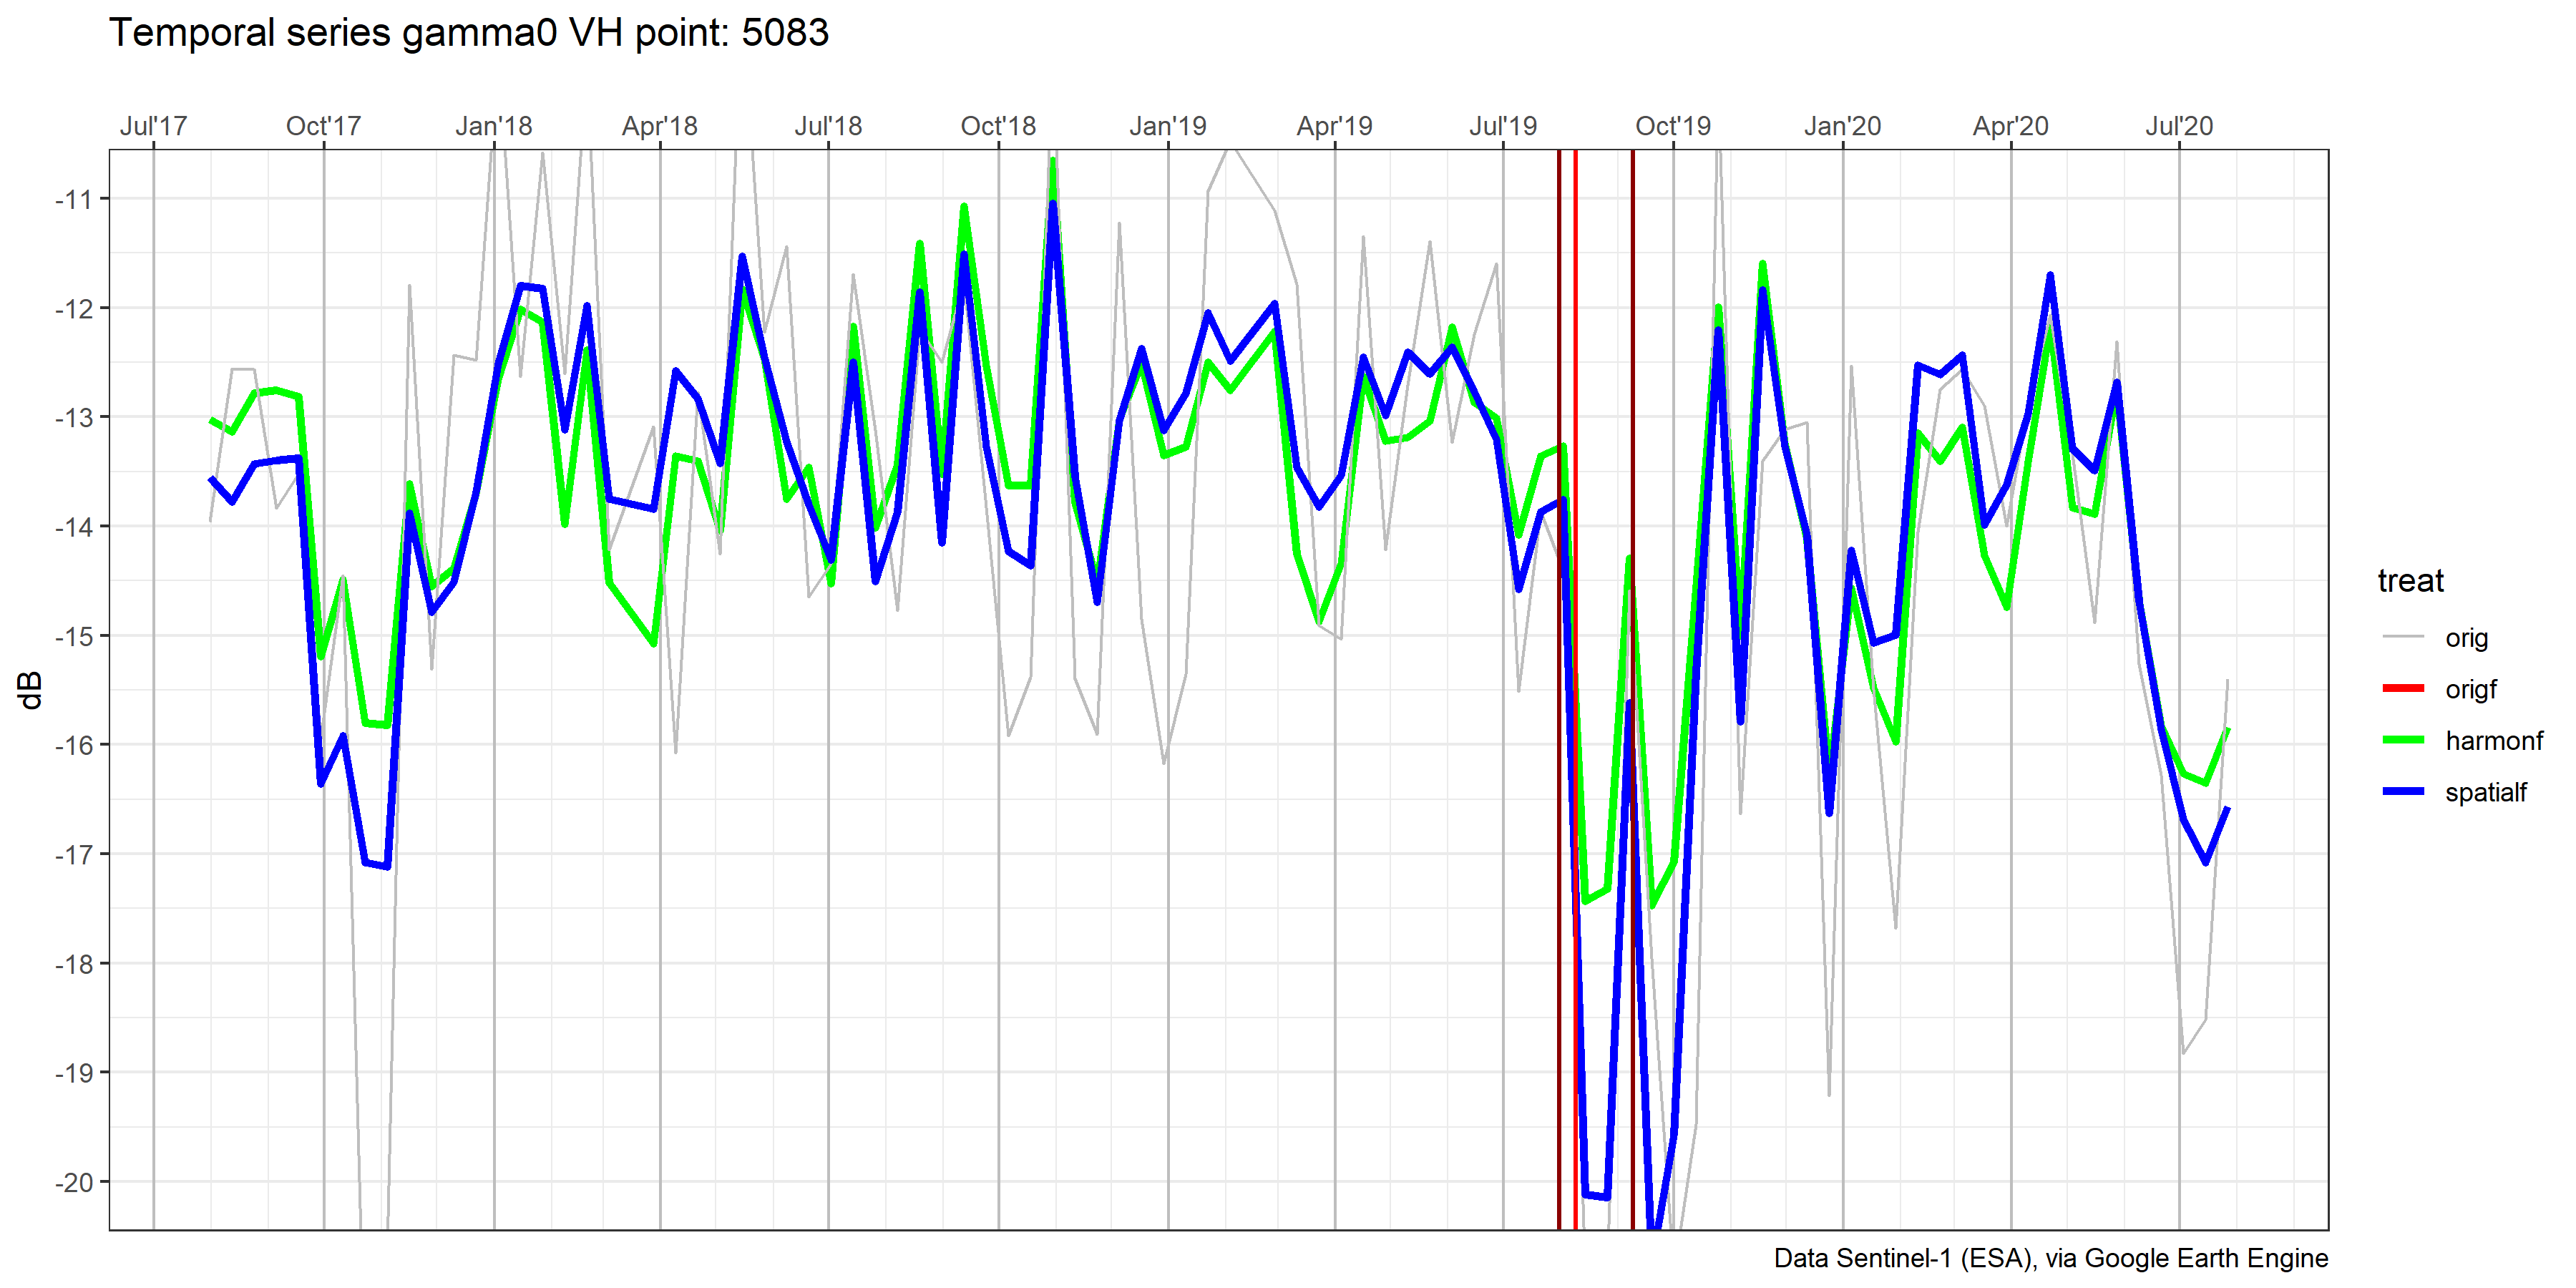 Temporal series gamma0 VH point: 5083
Jul'17 Oct'17 Jan'18 Apr'18 Jul'18 Oct'18 Jan'19 Apr'19 Jul'19 Oct'19 Jan'20 Apr'20 Jul'20
-11
-12
-13
-14
-15
-16
-17
-18
-19
-20
dB
treat
orig
origf
harmonf
spatialf
Data Sentinel-1 (ESA), via Google Earth Engine